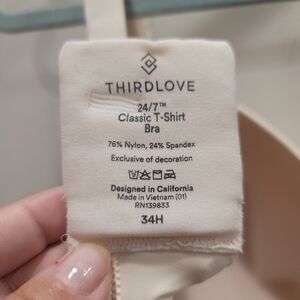 THIRDLOVE
24/7™
Classic T-Shirt
Bra
76% Nylon, 24% Spandex
Exclusive of decoration
Designed in California
Made in Vietnam (01)
RN139833
34H